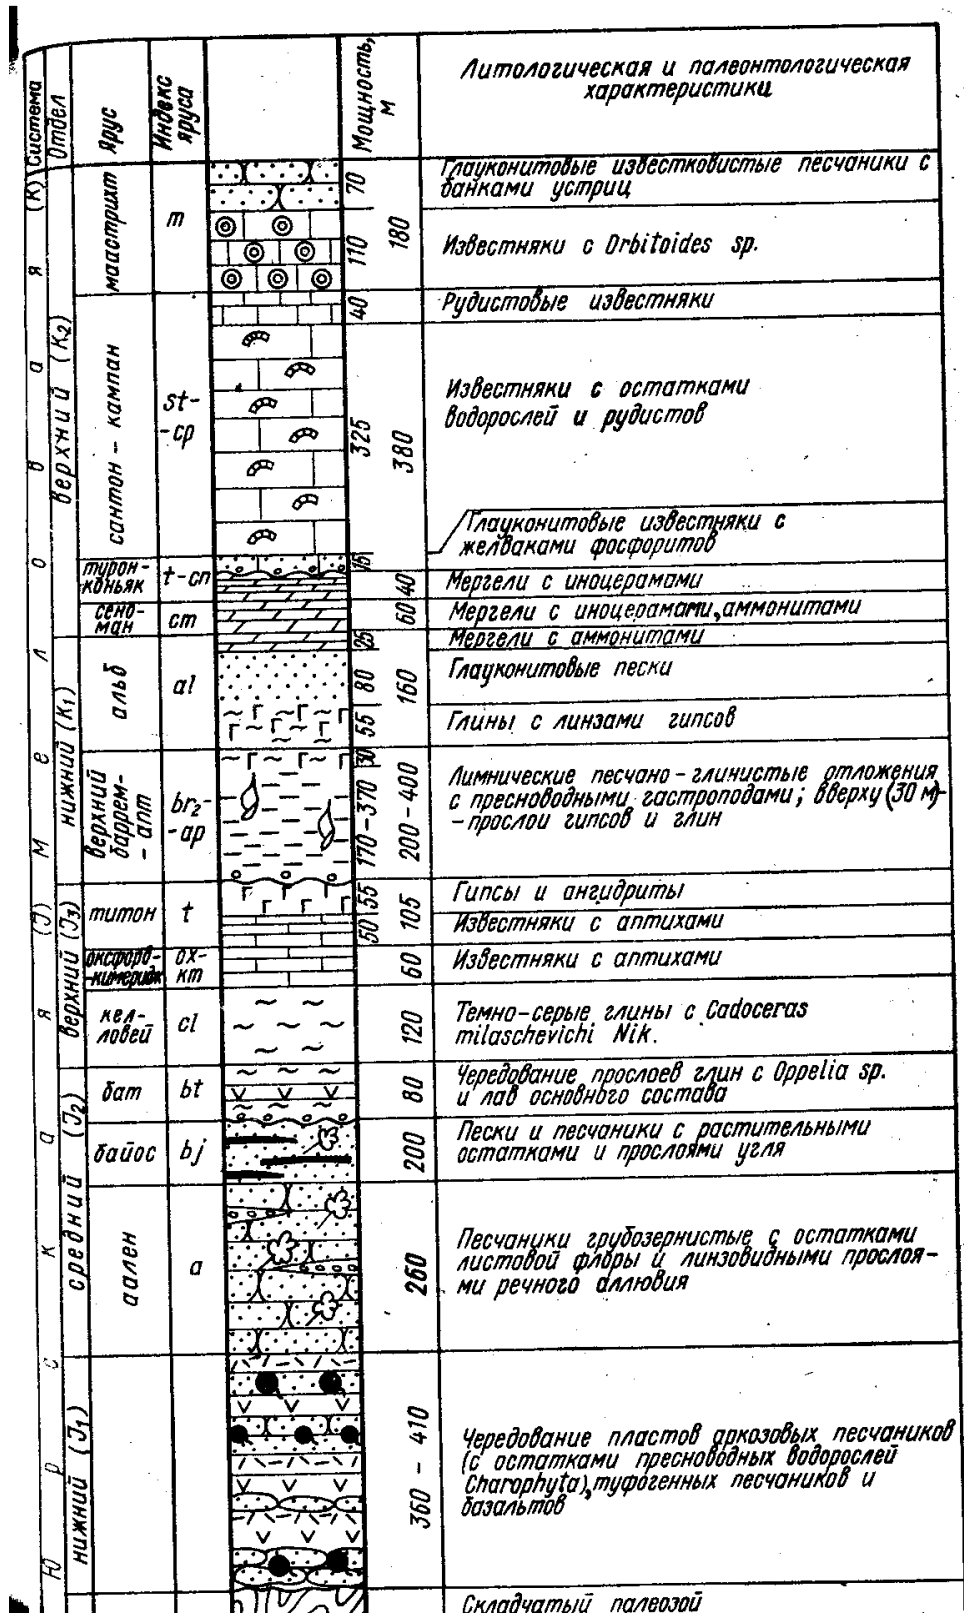 Система
Отдел
Ярус
Индекс
яруса
Мощность,
м
Литологическая и палеонтологическая
характеристики
Меловая (K)
верхний (K₂)
маастрихт
m
70
110
180
Глауконитовые известковистые песчаники с
банками устриц
Известняки с Orbitoides sp.
сантон - кампан
st-
-cp
40
325
15
380
Рудистовые известняки
Известняки с остатками
водорослей и рудистов
Глауконитовые известняки с
желваками фосфоритов
турон-
коньяк
t-cn
40
Мергели с иноцерамами
сено-
ман
cm
60
Мергели с иноцерамами, аммонитами
нижний (K₁)
альб
al
25
80
55
160
Мергели с аммонитами
Глауконитовые пески
Глины с линзами гипсов
верхний
баррем-
- апт
br₂-
-ap
30
170-370
200-400
Лимнические песчано-глинистые отложения
с пресноводными гастроподами; вверху (30 м)-
-прослои гипсов и глин
Юрская (J)
верхний (J₃)
титон
t
55
50
105
Гипсы и ангидриты
Известняки с аптихами
оксфорд-
-кимеридж
ox-
km
60
Известняки с аптихами
кел-
ловей
cl
120
Темно-серые глины с Cadoceras
milaschevichi Nik.
средний (J₂)
бат
bt
80
Чередование прослоев глин с Oppelia sp.
и лав основного состава
байос
bj
200
Пески и песчаники с растительными
остатками и прослоями угля
аален
a
260
Песчаники грубозернистые с остатками
листовой флоры и линзовидными прослоя-
ми речного аллювия
нижний (J₁)
360 - 410
Чередование пластов аркозовых песчаников
(с остатками пресноводных водорослей
Charophyta), туфогенных песчаников и
базальтов
Складчатый палеозой